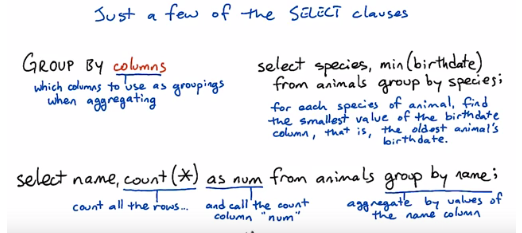 Just a few of the SELECT clauses
GROUP BY columns
which columns to use as groupings
when aggregating
select species, min(birthdate)
from animals group by species;
for each species of animal, find
the smallest value of the birthdate
column, that is, the oldest animal's
birthdate.
select name, count(*) as num from animals group by name;
count all the rows...
and call the count
column "num"
aggregate by values of
the name column